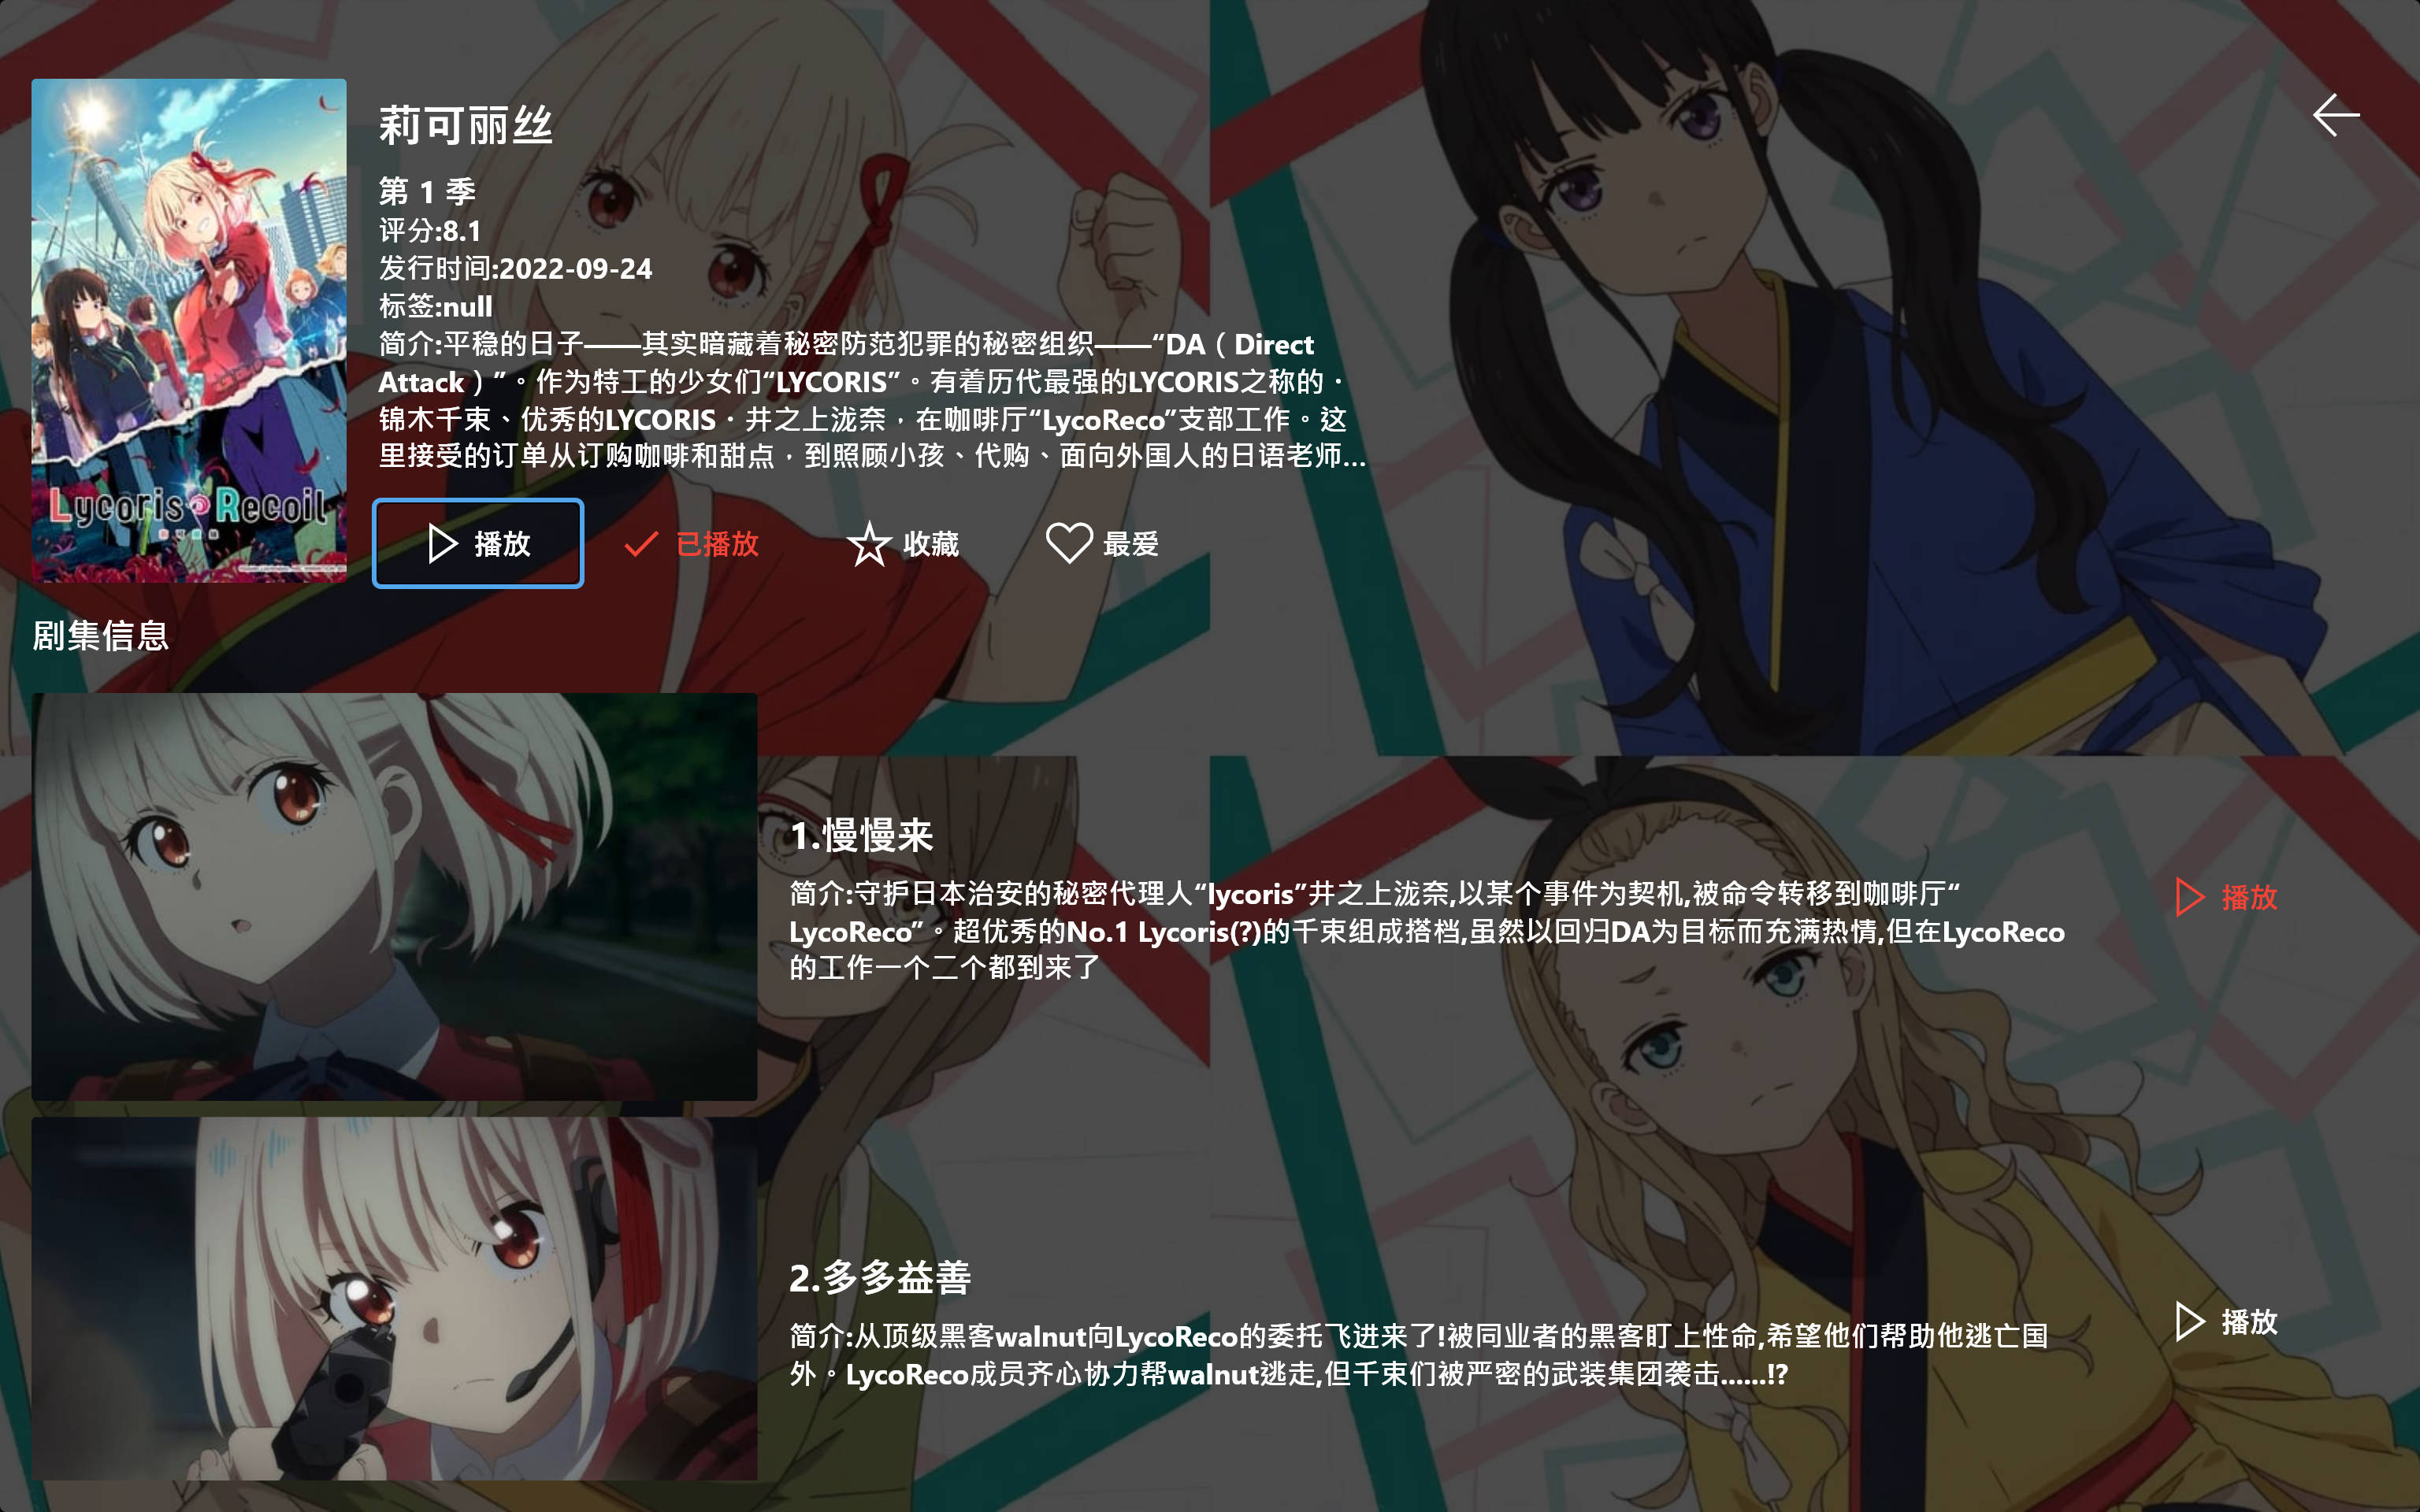 莉可丽丝
第 1 季
评分:8.1
发行时间:2022-09-24
标签:null
简介:平稳的日子——其实暗藏着秘密防范犯罪的秘密组织——“DA（Direct
Attack）”。作为特工的少女们“LYCORIS”。有着历代最强的LYCORIS之称的·
锦木千束、优秀的LYCORIS·井之上泷奈，在咖啡厅“LycoReco”支部工作。这
里接受的订单从订购咖啡和甜点，到照顾小孩、代购、面向外国人的日语老师...
Lycoris Recoil
播放
已播放
收藏
最爱
剧集信息
1.慢慢来
简介:守护日本治安的秘密代理人“lycoris”井之上泷奈,以某个事件为契机,被命令转移到咖啡厅“
LycoReco”。超优秀的No.1 Lycoris(?)的千束组成搭档,虽然以回归DA为目标而充满热情,但在LycoReco
的工作一个二个都到来了
播放
2.多多益善
简介:从顶级黑客walnut向LycoReco的委托飞进来了!被同业者的黑客盯上性命,希望他们帮助他逃亡国
外。LycoReco成员齐心协力帮walnut逃走,但千束们被严密的武装集团袭击......!?
播放